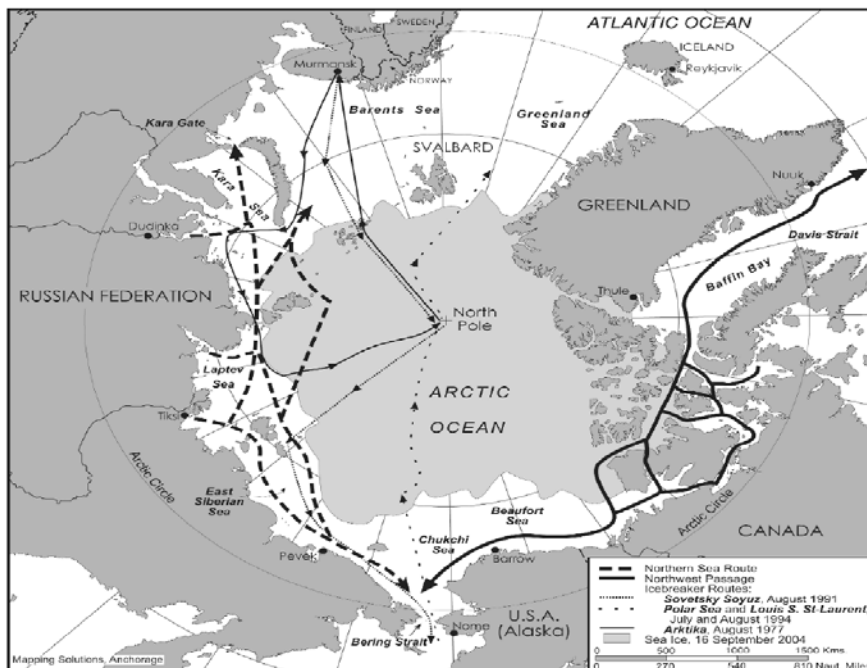 ATLANTIC OCEAN
SWEDEN
FINLAND
ICELAND
Reykjavik
Murmansk
NORWAY
Barents Sea
Greenland
Sea
Kara Gate
SVALBARD
Kara
Sea
Nuuk
GREENLAND
Dudinka
Davis Strait
Baffin Bay
RUSSIAN FEDERATION
Thule
North
Pole
Laptev
Sea
ARCTIC
OCEAN
Tiksi
Arctic Circle
East
Siberian
Sea
Beaufort
Sea
Arctic Circle
CANADA
Chukchi
Sea
Pevek
Barrow
U.S.A.
(Alaska)
Nome
Bering Strait
Northern Sea Route
Northwest Passage
Icebreaker Routes:
Sovetsky Soyuz, August 1991
Polar Sea and Louis S. St-Laurent,
July and August 1994
Arktika, August 1977
Sea Ice, 16 September 2004
0 500 1000 1500 Kms.
0 270 540 810 Naut. Miles
Mapping Solutions, Anchorage